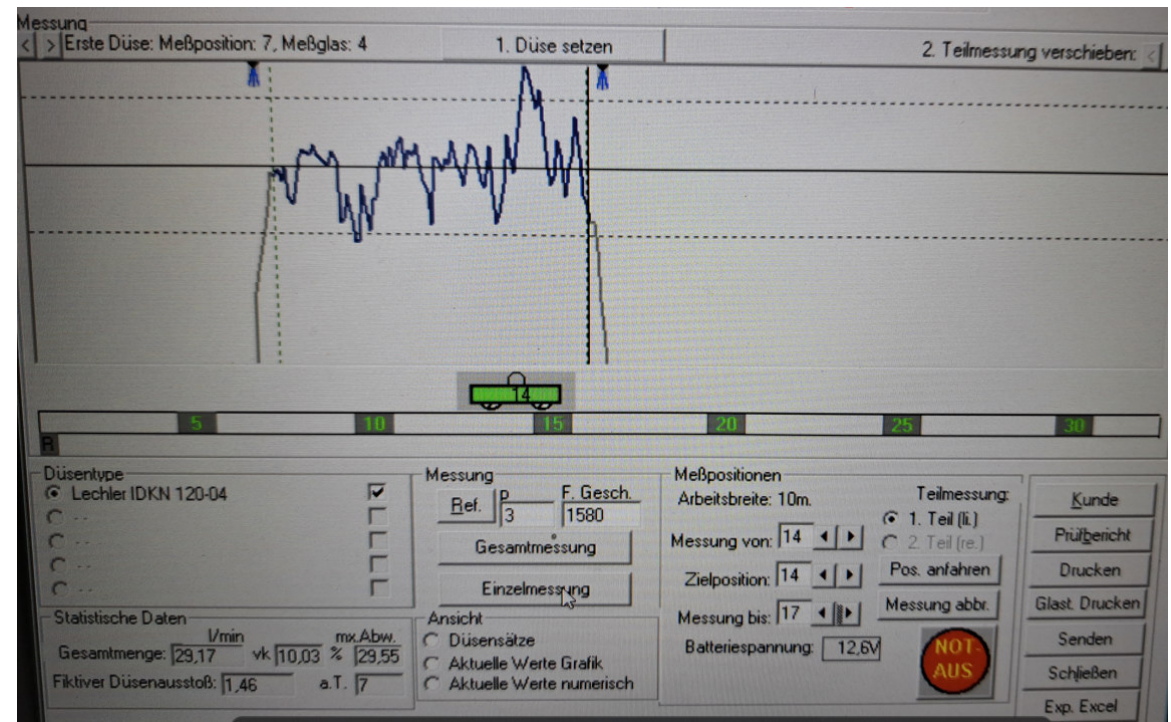 Messung
< > Erste Düse: Meßposition: 7, Meßglas: 4
1. Düse setzen
2. Teilmessung verschieben: <
14
5 10 15 20 25 30
R
Düsentype
Lechler IDKN 120-04
Messung
Ref.
p F. Gesch.
3 1580
Gesamtmessung
Einzelmessung
Meßpositionen
Arbeitsbreite: 10m.
Messung von: 14
Zielposition: 14
Messung bis: 17
Batteriespannung: 12,6V
Teilmessung:
1. Teil (li.)
2. Teil (re.)
Pos. anfahren
Messung abbr.
NOT-
AUS
Kunde
Prüfbericht
Drucken
Glast. Drucken
Senden
Schließen
Exp. Excel
Statistische Daten
l/min mx.Abw.
Gesamtmenge: 29,17 vk 10,03 % 29,55
Fiktiver Düsenausstoß: 1,46 a.T. 7
Ansicht
Düsensätze
Aktuelle Werte Grafik
Aktuelle Werte numerisch